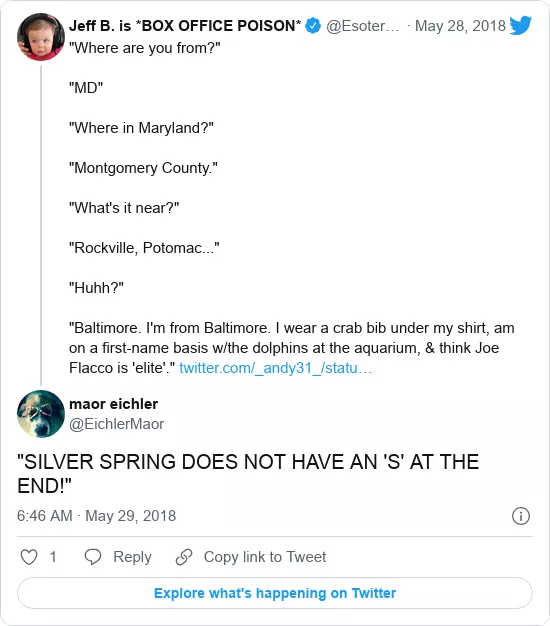 Jeff B. is *BOX OFFICE POISON* @Esoter… · May 28, 2018
"Where are you from?"
"MD"
"Where in Maryland?"
"Montgomery County."
"What's it near?"
"Rockville, Potomac..."
"Huhh?"
"Baltimore. I'm from Baltimore. I wear a crab bib under my shirt, am
on a first-name basis w/the dolphins at the aquarium, & think Joe
Flacco is 'elite'." twitter.com/_andy31_/statu…
maor eichler
@EichlerMaor
"SILVER SPRING DOES NOT HAVE AN 'S' AT THE
END!"
6:46 AM · May 29, 2018
1 Reply Copy link to Tweet
Explore what's happening on Twitter